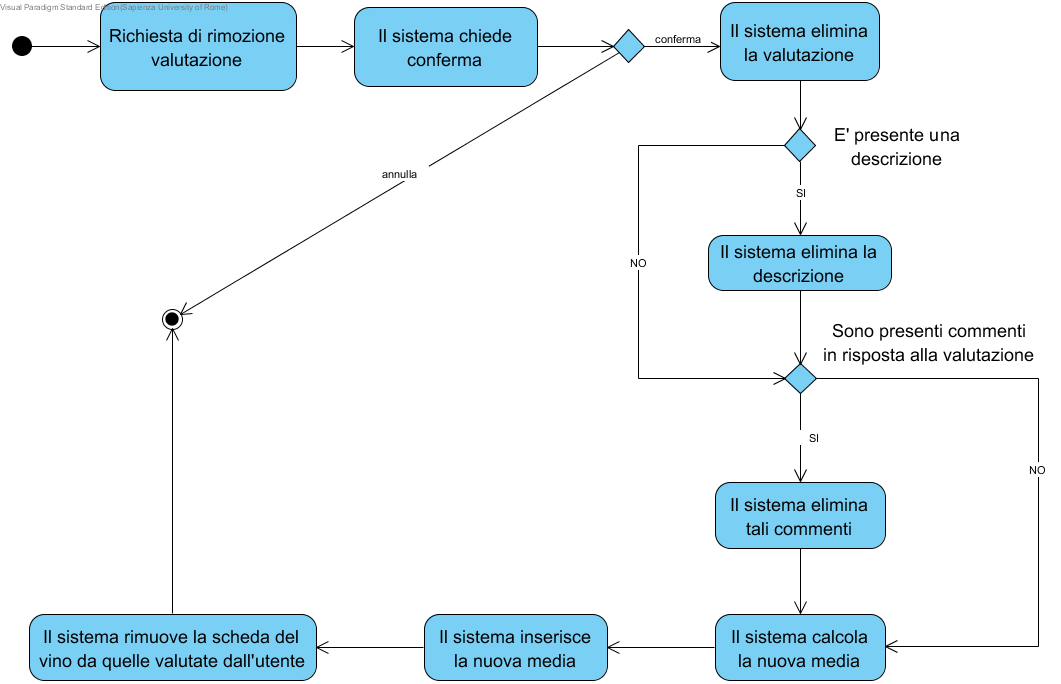 Visual Paradigm Standard Edition(Sapienza University of Rome)
Richiesta di rimozione
valutazione
Il sistema chiede
conferma
conferma
Il sistema elimina
la valutazione
E' presente una
descrizione
annulla
SI
Il sistema elimina la
descrizione
NO
Sono presenti commenti
in risposta alla valutazione
SI
NO
Il sistema elimina
tali commenti
Il sistema calcola
la nuova media
Il sistema inserisce
la nuova media
Il sistema rimuove la scheda del
vino da quelle valutate dall'utente